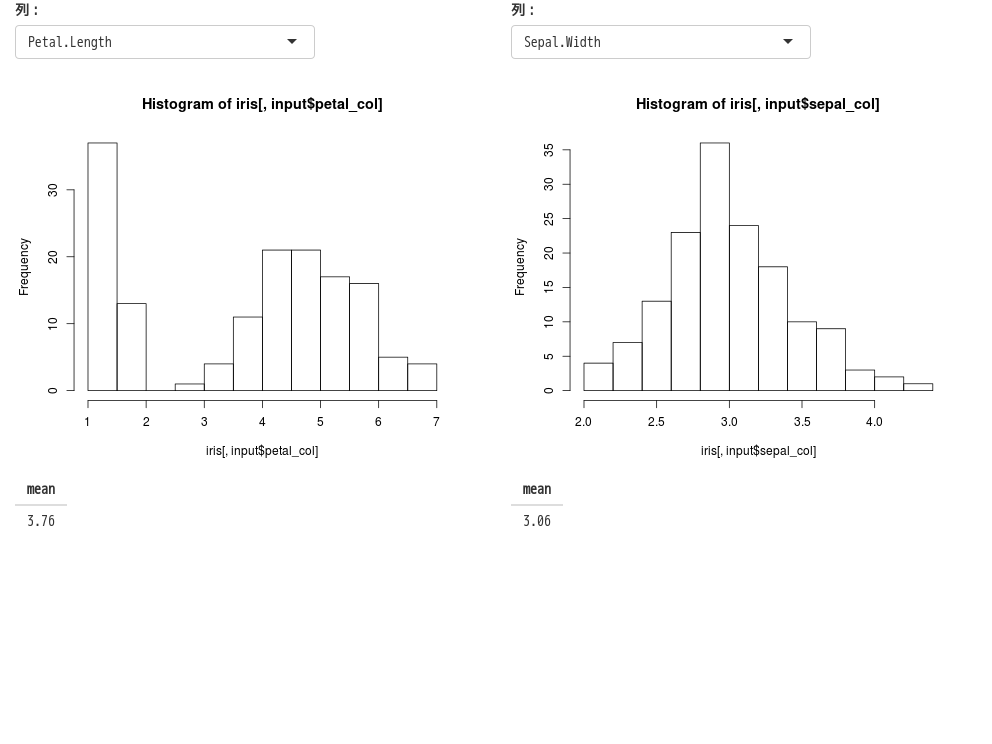 列：
Petal.Length
Histogram of iris[, input$petal_col]
Frequency
30
20
10
0
1 2 3 4 5 6 7
iris[, input$petal_col]
mean
3.76
列：
Sepal.Width
Histogram of iris[, input$sepal_col]
Frequency
35
30
25
20
15
10
5
0
2.0 2.5 3.0 3.5 4.0
iris[, input$sepal_col]
mean
3.06